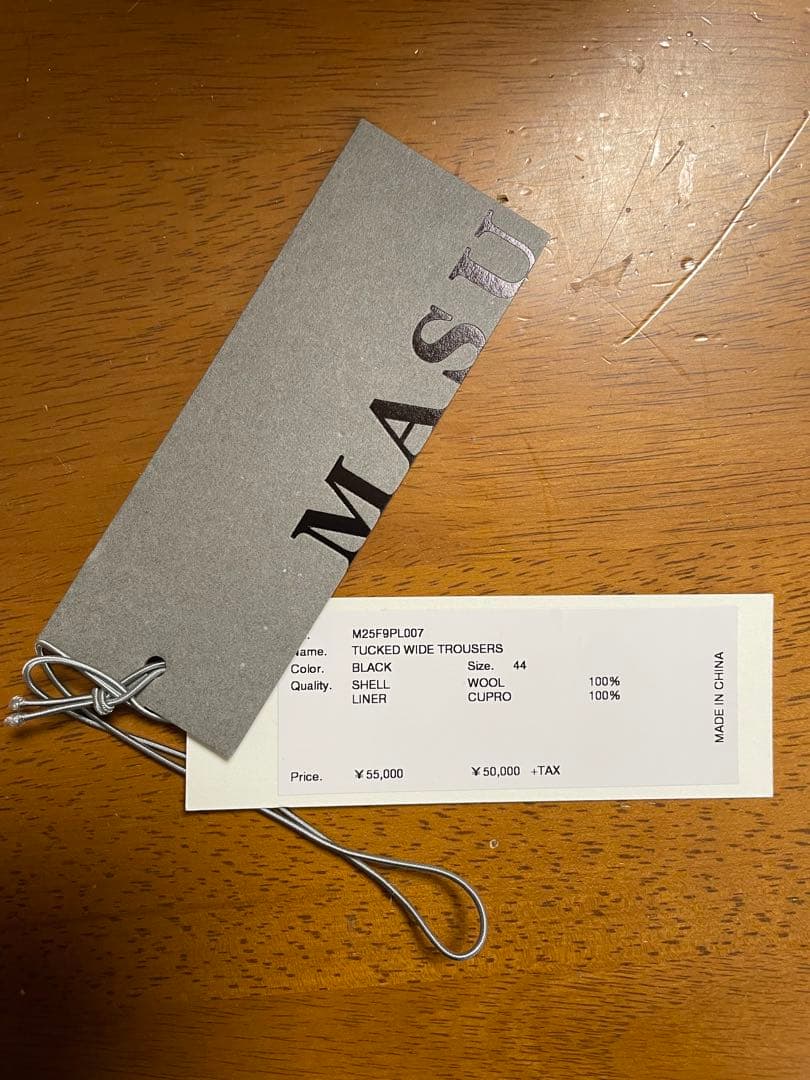 MASU
M25F9PL007
Name. TUCKED WIDE TROUSERS
Color. BLACK Size. 44
Quality. SHELL WOOL 100%
LINER CUPRO 100%
Price. ¥55,000 ¥50,000 +TAX
MADE IN CHINA